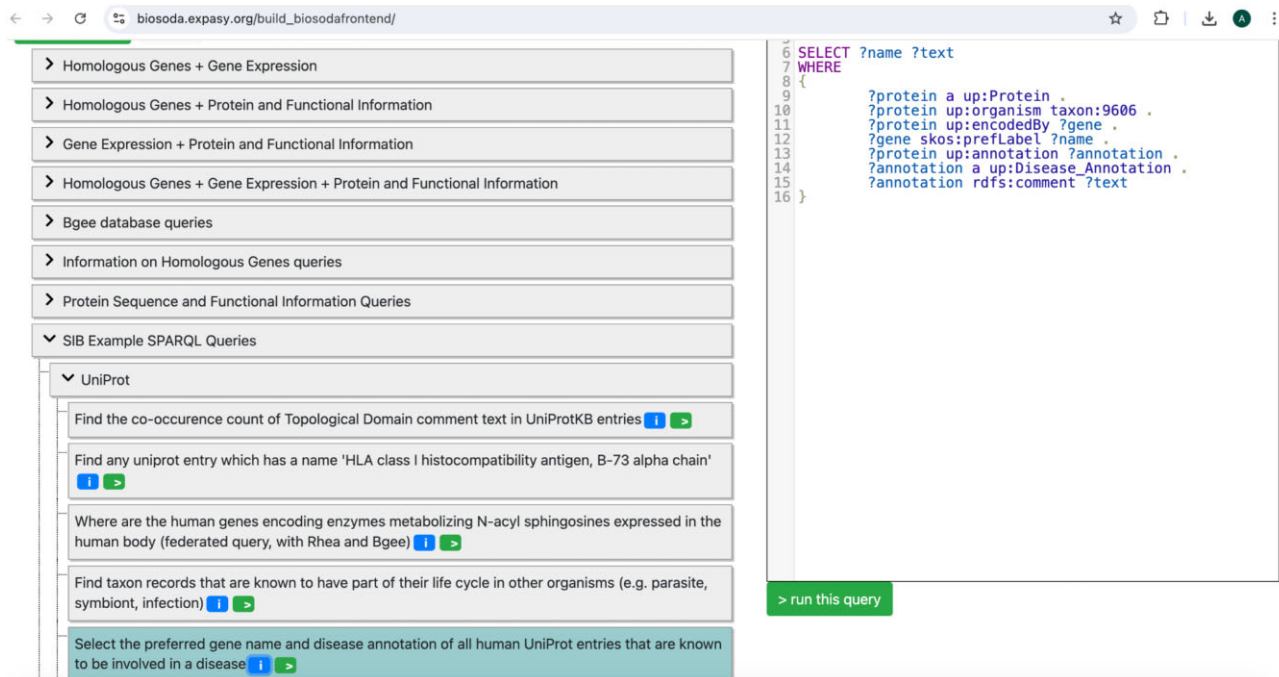 biosoda.expasy.org/build_biosodafrontend/
A
Homologous Genes + Gene Expression
Homologous Genes + Protein and Functional Information
Gene Expression + Protein and Functional Information
Homologous Genes + Gene Expression + Protein and Functional Information
Bgee database queries
Information on Homologous Genes queries
Protein Sequence and Functional Information Queries
SIB Example SPARQL Queries
UniProt
Find the co-occurence count of Topological Domain comment text in UniProtKB entries i >
Find any uniprot entry which has a name 'HLA class I histocompatibility antigen, B-73 alpha chain'
i >
Where are the human genes encoding enzymes metabolizing N-acyl sphingosines expressed in the
human body (federated query, with Rhea and Bgee) i >
Find taxon records that are known to have part of their life cycle in other organisms (e.g. parasite,
symbiont, infection) i >
Select the preferred gene name and disease annotation of all human UniProt entries that are known
to be involved in a disease i >
6 SELECT ?name ?text
7 WHERE
8 {
9 ?protein a up:Protein .
10 ?protein up:organism taxon:9606 .
11 ?protein up:encodedBy ?gene .
12 ?gene skos:prefLabel ?name .
13 ?protein up:annotation ?annotation .
14 ?annotation a up:Disease_Annotation .
15 ?annotation rdfs:comment ?text
16 }
> run this query